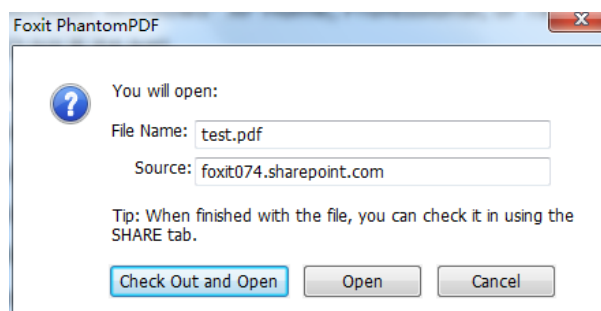 Foxit PhantomPDF
You will open:
File Name: test.pdf
Source: foxit074.sharepoint.com
Tip: When finished with the file, you can check it in using the
SHARE tab.
Check Out and Open Open Cancel